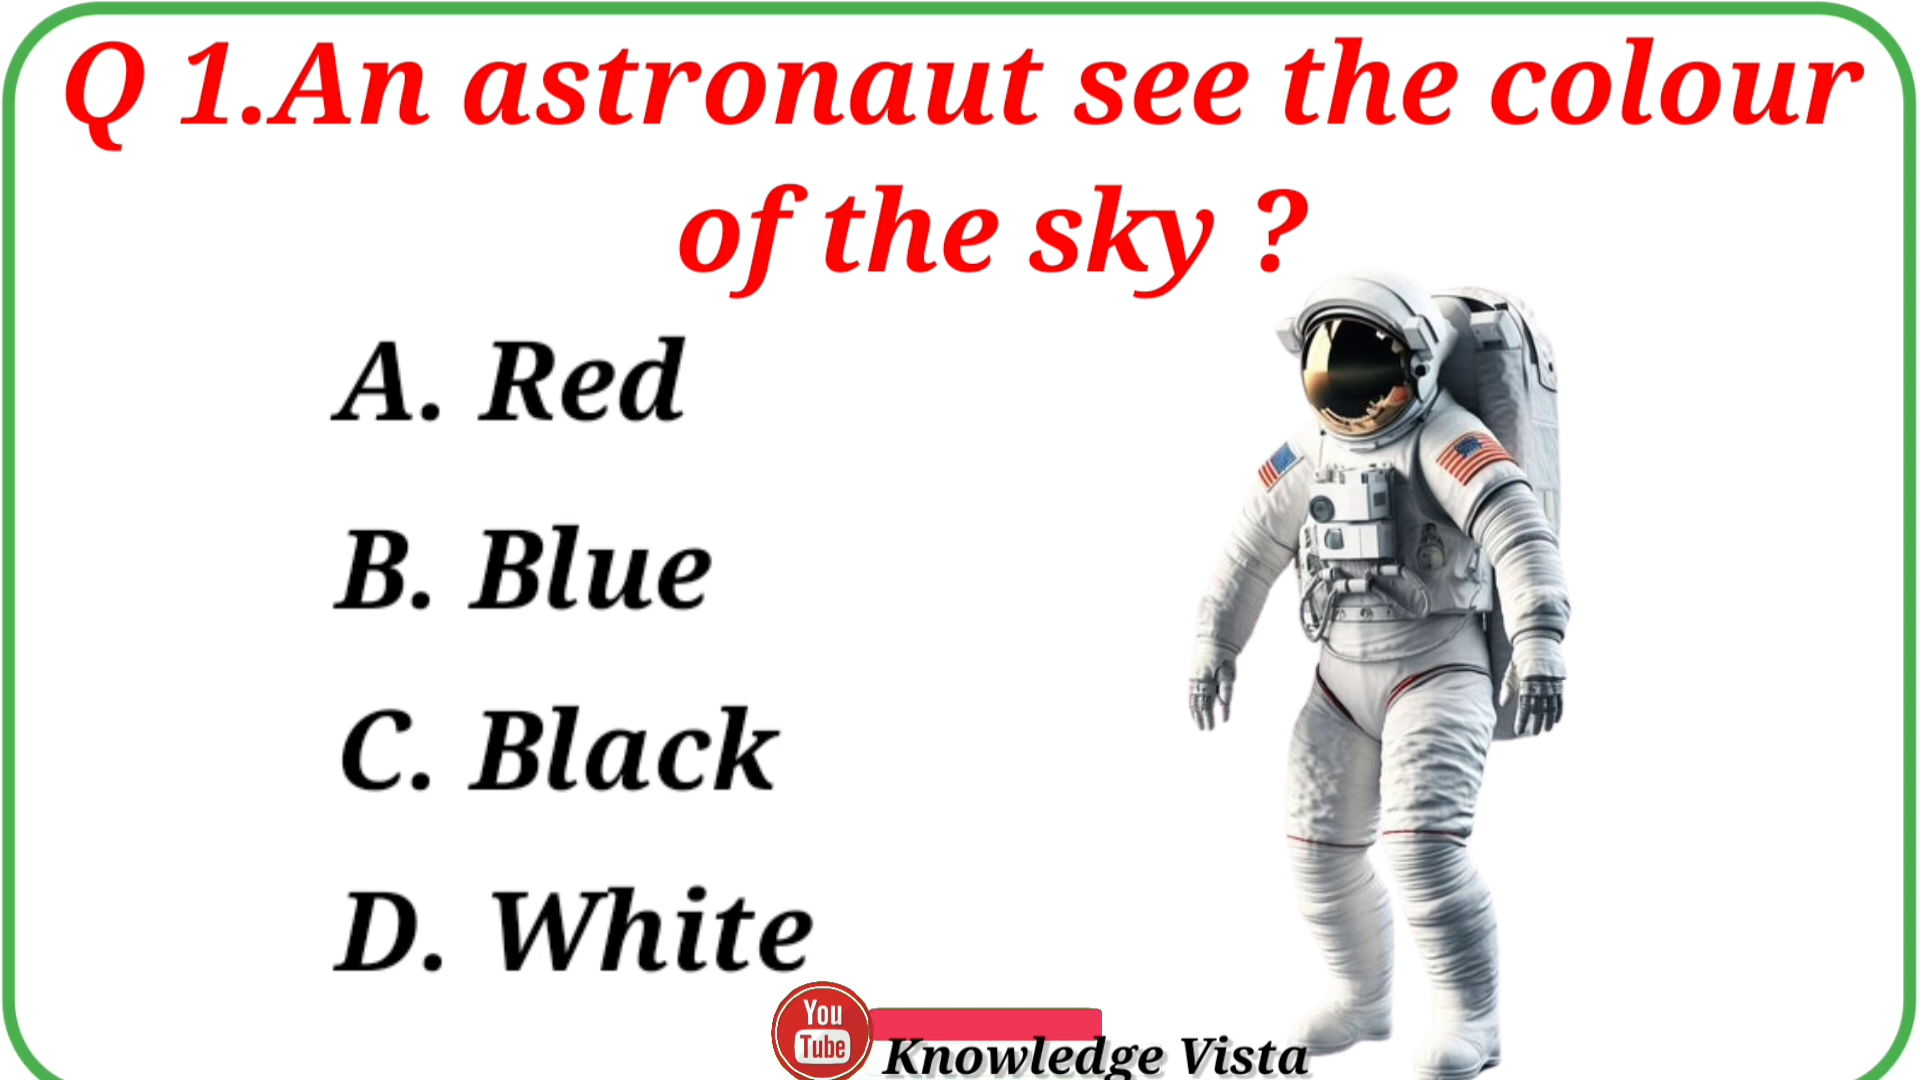 Q 1.An astronaut see the colour
of the sky ?
A. Red
B. Blue
C. Black
D. White
You
Tube
Knowledge Vista